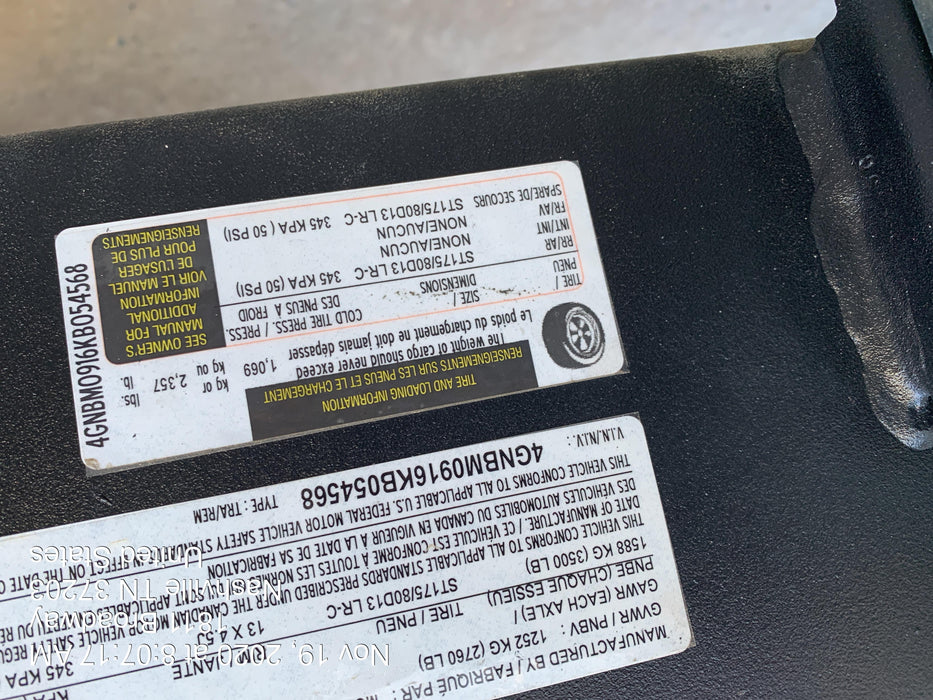 MANUFACTURED BY / FABRIQUÉ PAR :
GVWR / PNBV : 1252 KG (2760 LB)
GAWR (EACH AXLE) /
PNBE (CHAQUE ESSIEU)
1588 KG (3500 LB)
TIRE / PNEU
ST175/80D13 LR-C
RIM / JANTE
13 X 4.5J
345 KPA
THIS VEHICLE CONFORMS TO ALL APPLICABLE STANDARDS PRESCRIBED UNDER THE CANADIAN MOTOR VEHICLE SAFETY
DATE OF MANUFACTURE. / CE VÉHICULE EST CONFORME À TOUTES LES NORMES
DES VÉHICULES AUTOMOBILES DU CANADA EN VIGUEUR À LA DATE DE SA FABRICATION
THIS VEHICLE CONFORMS TO ALL APPLICABLE U.S. FEDERAL MOTOR VEHICLE SAFETY STANDARDS IN EFFECT ON THE DATE
V.I.N./N.I.V.: 4GNBM0916KB054568 TYPE : TRA/REM
TIRE AND LOADING INFORMATION
RENSEIGNEMENTS SUR LES PNEUS ET LE CHARGEMENT
The weight of cargo should never exceed
Le poids du chargement ne doit jamais dépasser
1,069 kg or kg ou 2,357 lbs. lb.
TIRE / PNEU
SIZE / DIMENSIONS
COLD TIRE PRESS. / PRESS. DES PNEUS À FROID
RR/AR ST175/80D13 LR-C 345 KPA (50 PSI)
INT/INT NONE/AUCUN
FR/AV NONE/AUCUN
SPARE/DE SECOURS ST175/80D13 LR-C 345 KPA (50 PSI)
SEE OWNER'S
MANUAL FOR
ADDITIONAL
INFORMATION
VOIR LE MANUEL
DE L'USAGER
POUR PLUS DE
RENSEIGNEMENTS
4GNBM0916KB054568
Nov 19, 2020 at 8:07:17 AM
1811 Broadway
Nashville TN 37203
United States